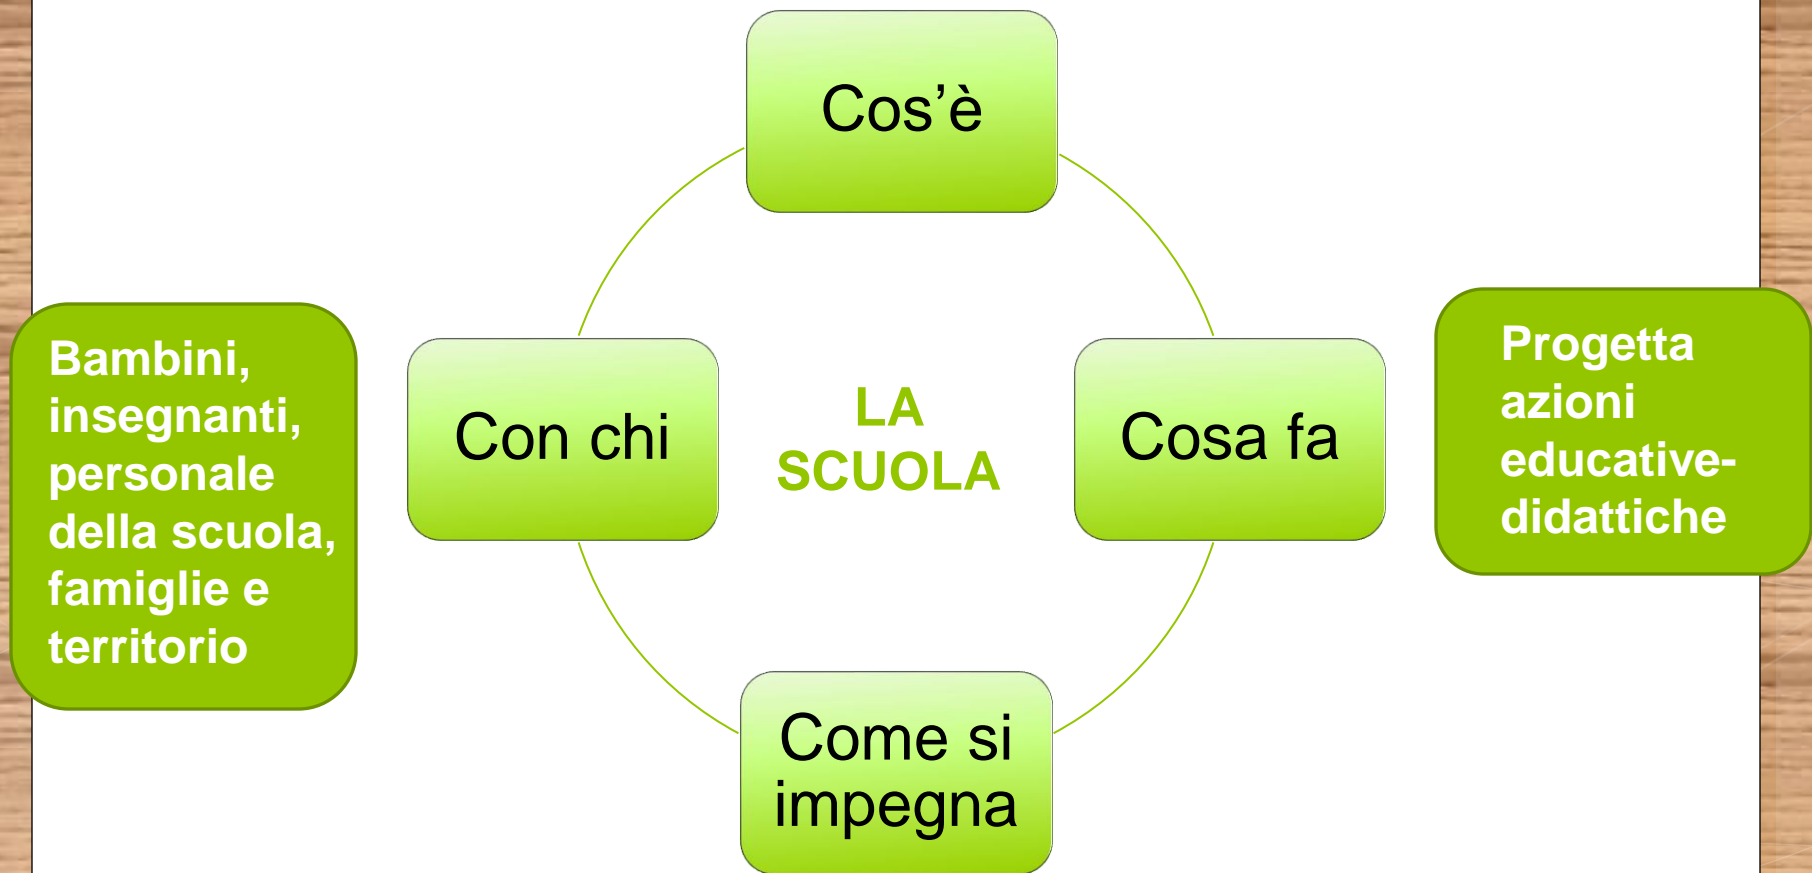 Cos’è
Bambini,
insegnanti,
personale
della scuola,
famiglie e
territorio
Con chi
LA
SCUOLA
Cosa fa
Progetta
azioni
educative-
didattiche
Come si
impegna